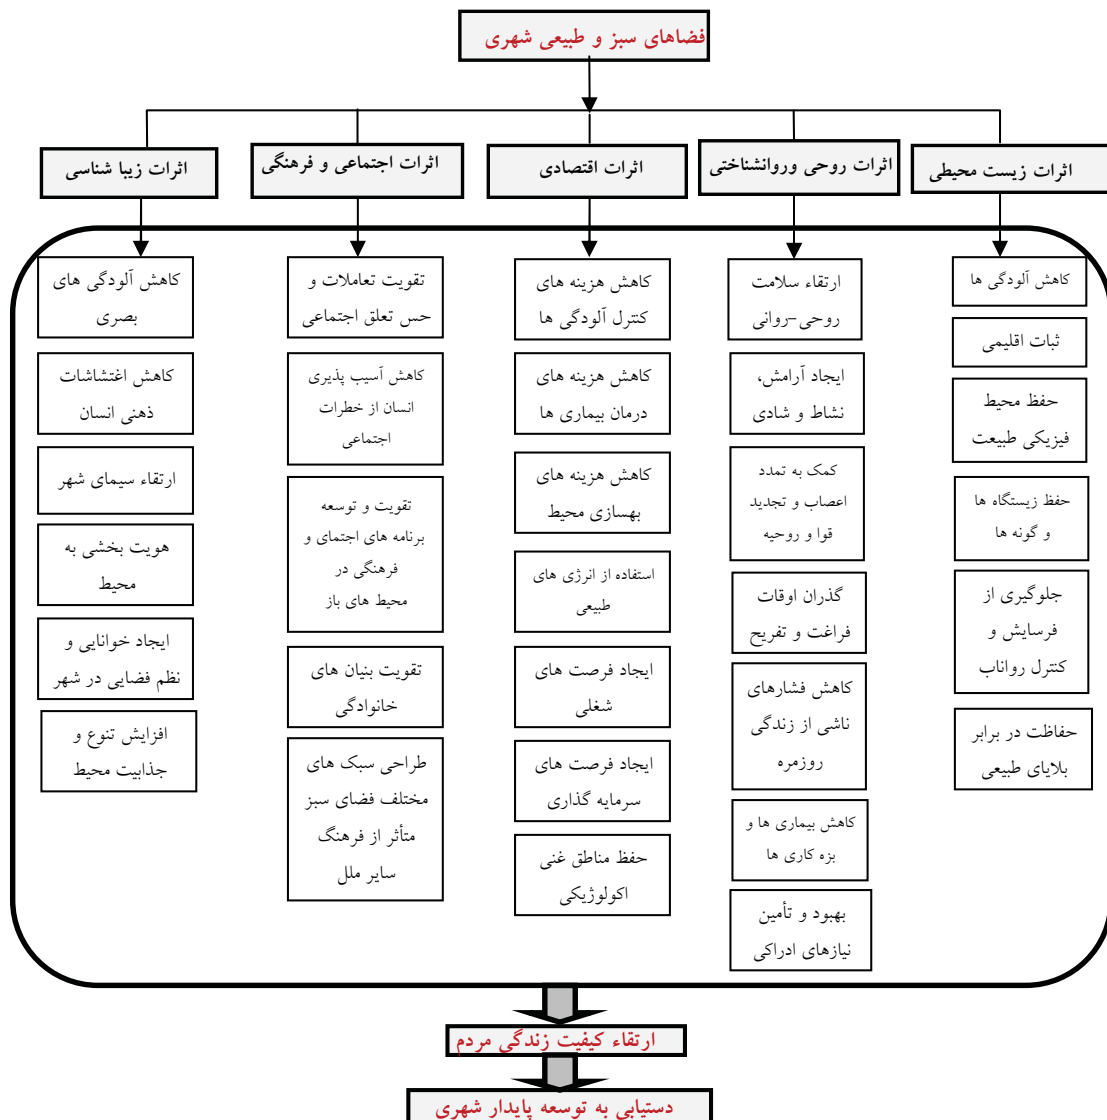 فضاهای سبز و طبیعی شهری
اثرات زیست محیطی
اثرات روحی وروانشناختی
اثرات اقتصادی
اثرات اجتماعی و فرهنگی
اثرات زیبا شناسی
کاهش آلودگی ها
ثبات اقلیمی
حفظ محیط
فیزیکی طبیعت
حفظ زیستگاه ها
و گونه ها
جلوگیری از
فرسایش و
کنترل رواناب
حفاظت در برابر
بلایای طبیعی
ارتقاء سلامت
روحی-روانی
ایجاد آرامش،
نشاط و شادی
کمک به تمدد
اعصاب و تجدید
قوا و روحیه
گذران اوقات
فراغت و تفریح
کاهش فشارهای
ناشی از زندگی
روزمره
کاهش بیماری ها و
بزه کاری ها
بهبود و تأمین
نیازهای ادراکی
کاهش هزینه های
کنترل آلودگی ها
کاهش هزینه های
درمان بیماری ها
کاهش هزینه های
بهسازی محیط
استفاده از انرژی های
طبیعی
ایجاد فرصت های
شغلی
ایجاد فرصت های
سرمایه گذاری
حفظ مناطق غنی
اکولوژیکی
تقویت تعاملات و
حس تعلق اجتماعی
کاهش آسیب پذیری
انسان از خطرات
اجتماعی
تقویت و توسعه
برنامه های اجتمای و
فرهنگی در
محیط های باز
تقویت بنیان های
خانوادگی
طراحی سبک های
مختلف فضای سبز
متأثر از فرهنگ
سایر ملل
کاهش آلودگی های
بصری
کاهش اغتشاشات
ذهنی انسان
ارتقاء سیمای شهر
هویت بخشی به
محیط
ایجاد خوانایی و
نظم فضایی در شهر
افزایش تنوع و
جذابیت محیط
ارتقاء کیفیت زندگی مردم
دستیابی به توسعه پایدار شهری